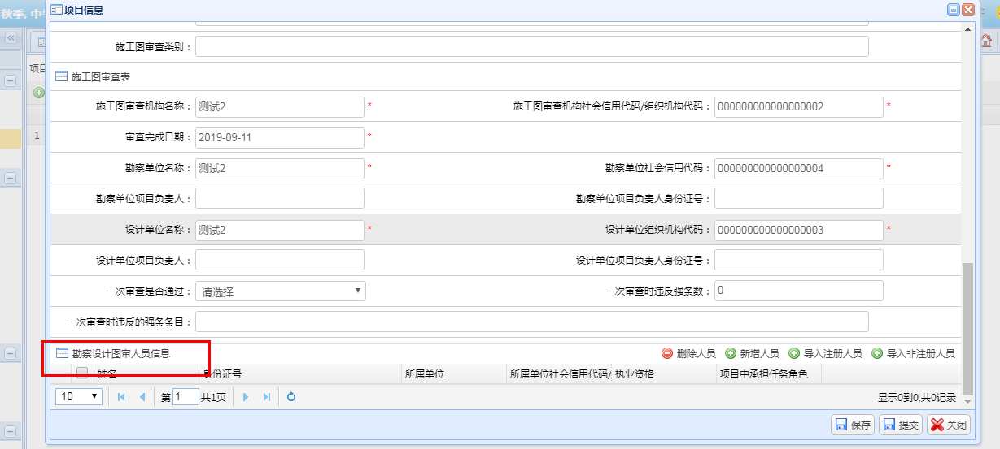 秋季, 中
项目信息
施工图审查类别：
项
施工图审查表
施工图审查机构名称： 测试2 * 施工图审查机构社会信用代码/组织机构代码： 000000000000000002 *
1 审查完成日期： 2019-09-11 *
勘察单位名称： 测试2 * 勘察单位社会信用代码： 000000000000000004 *
勘察单位项目负责人： 勘察单位项目负责人身份证号：
设计单位名称： 测试2 * 设计单位组织机构代码： 000000000000000003 *
设计单位项目负责人： 设计单位项目负责人身份证号：
一次审查是否通过： 请选择 一次审查时违反强条数： 0
一次审查时违反的强条条目：
勘察设计图审人员信息 删除人员 新增人员 导入注册人员 导入非注册人员
姓名 身份证号 所属单位 所属单位社会信用代码/ 执业资格 项目中承担任务角色
10 第 1 共1页 显示0到0,共0记录
保存 提交 关闭